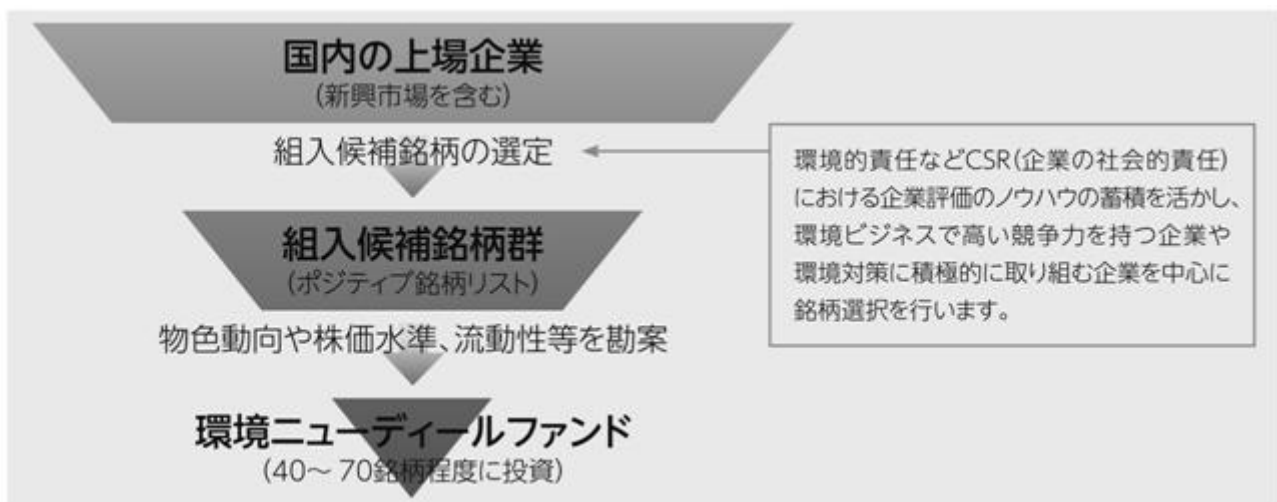 国内の上場企業
(新興市場を含む)
組入候補銘柄の選定
環境的責任などCSR(企業の社会的責任)
における企業評価のノウハウの蓄積を活かし、
環境ビジネスで高い競争力を持つ企業や
環境対策に積極的に取り組む企業を中心に
銘柄選択を行います。
組入候補銘柄群
(ポジティブ銘柄リスト)
物色動向や株価水準、流動性等を勘案
環境ニューディールファンド
(40〜70銘柄程度に投資)